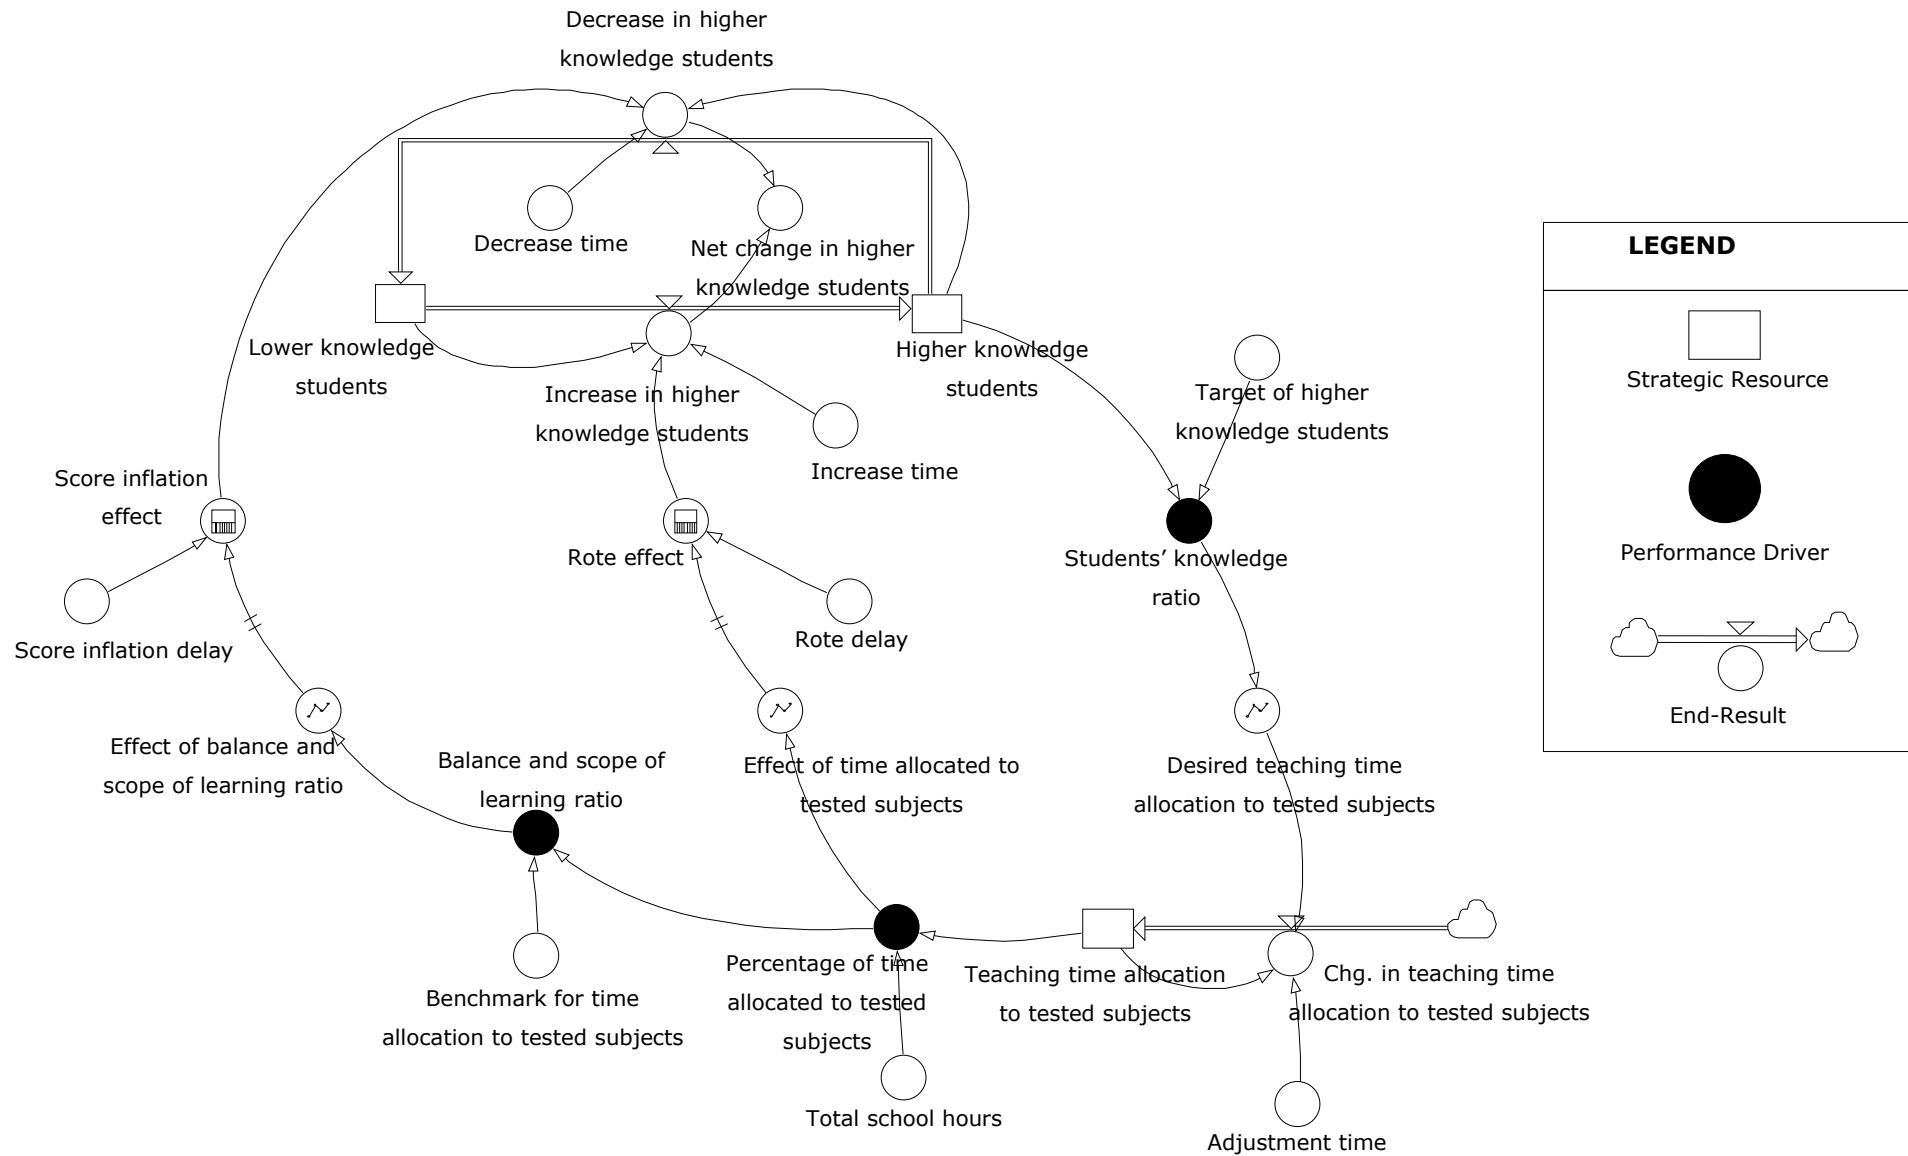 Decrease in higher
knowledge students
Decrease time
Net change in higher
knowledge students
Lower knowledge
students
Higher knowledge
students
Increase in higher
knowledge students
Increase time
Target of higher
knowledge students
Score inflation
effect
Rote effect
Students’ knowledge
ratio
Score inflation delay
Rote delay
Effect of balance and
scope of learning ratio
Balance and scope of
learning ratio
Effect of time allocated to
tested subjects
Desired teaching time
allocation to tested subjects
Benchmark for time
allocation to tested subjects
Percentage of time
allocated to tested
subjects
Teaching time allocation
to tested subjects
Chg. in teaching time
allocation to tested subjects
Total school hours
Adjustment time
LEGEND
Strategic Resource
Performance Driver
End-Result